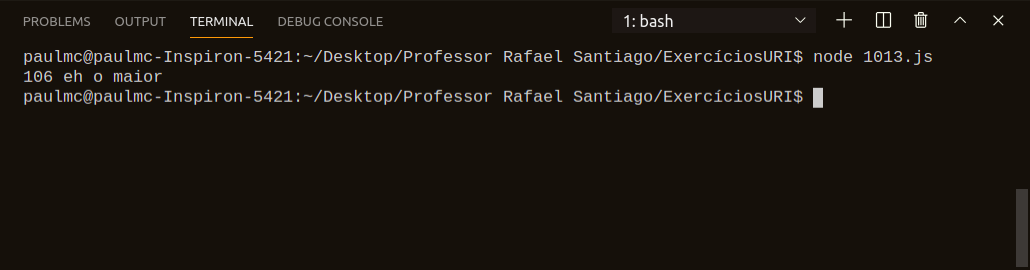 PROBLEMS OUTPUT TERMINAL DEBUG CONSOLE 1: bash
paulmc@paulmc-Inspiron-5421:~/Desktop/Professor Rafael Santiago/ExercíciosURI$ node 1013.js
106 eh o maior
paulmc@paulmc-Inspiron-5421:~/Desktop/Professor Rafael Santiago/ExercíciosURI$